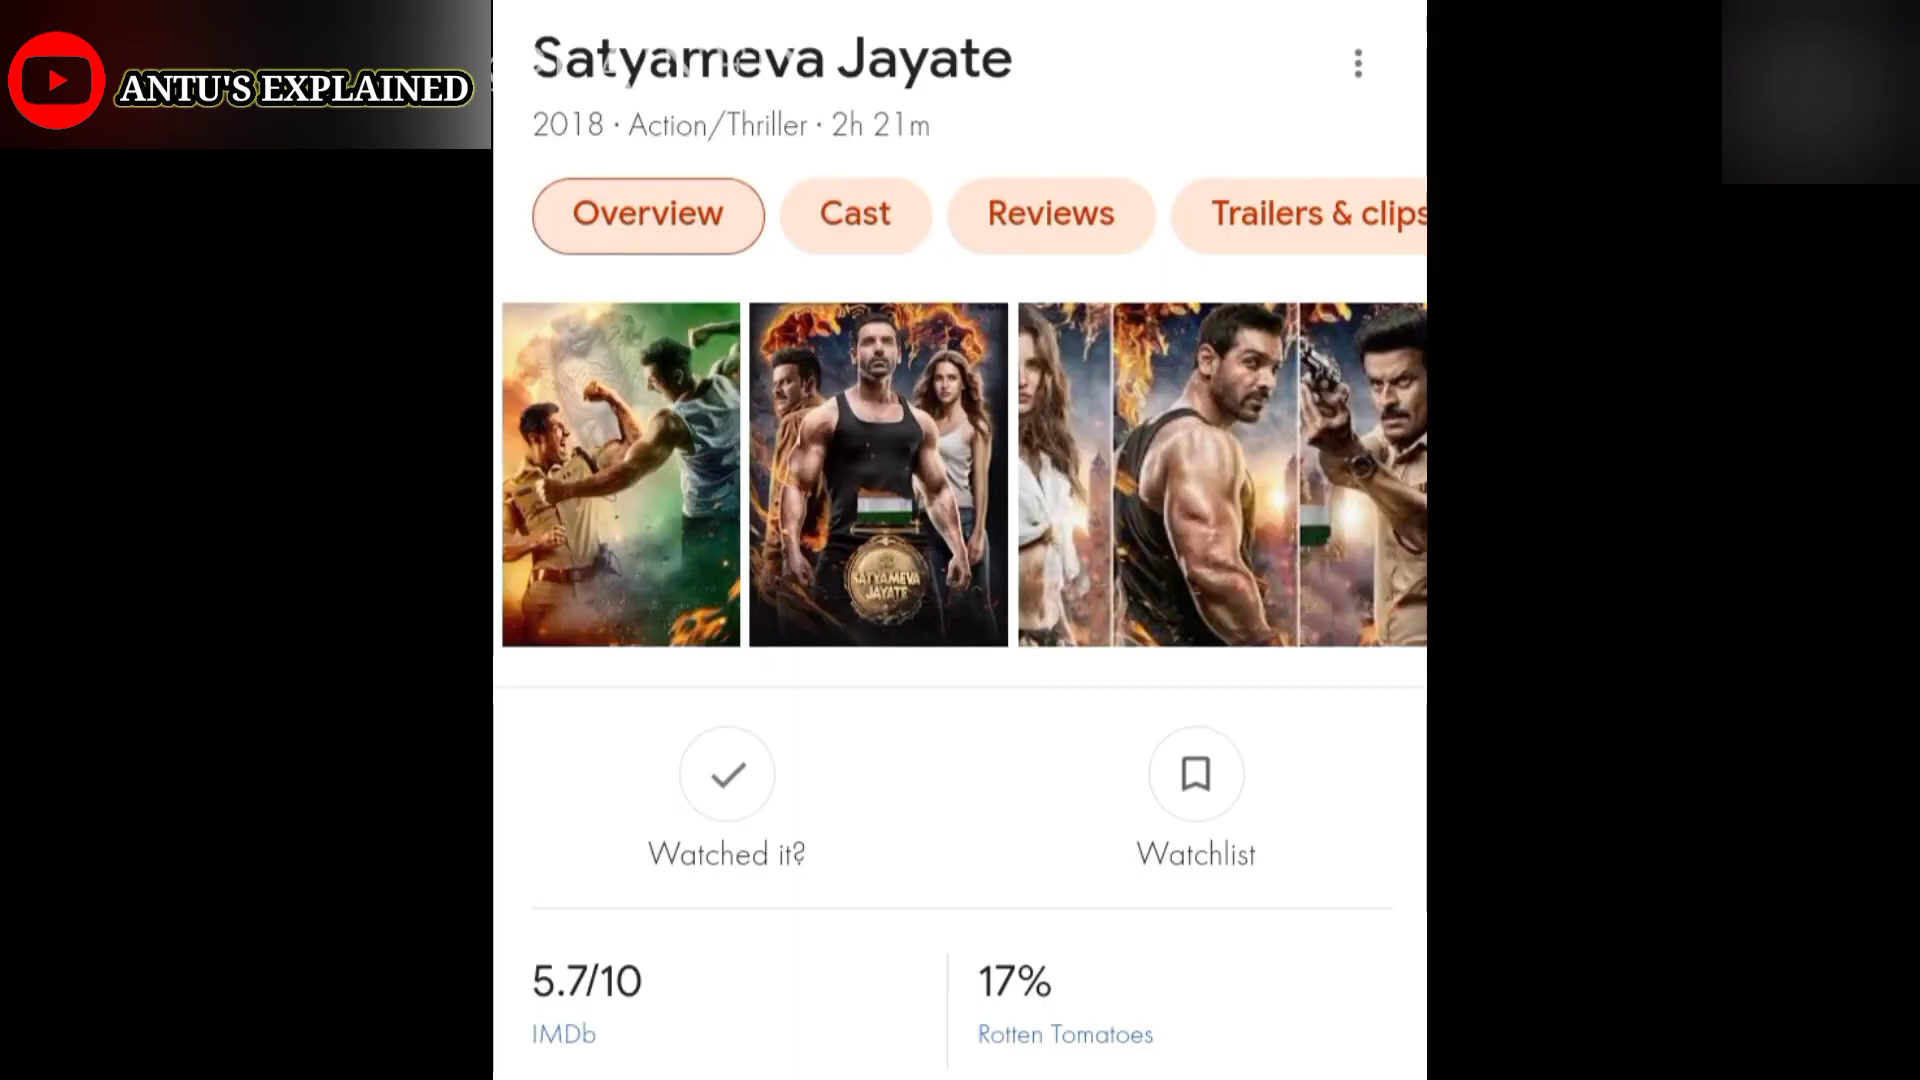 ANTU'S EXPLAINED
Satyameva Jayate
2018 · Action/Thriller · 2h 21m
Overview
Cast
Reviews
Trailers & clips
SATYAMEVA
JAYATE
Watched it?
Watchlist
5.7/10
IMDb
17%
Rotten Tomatoes